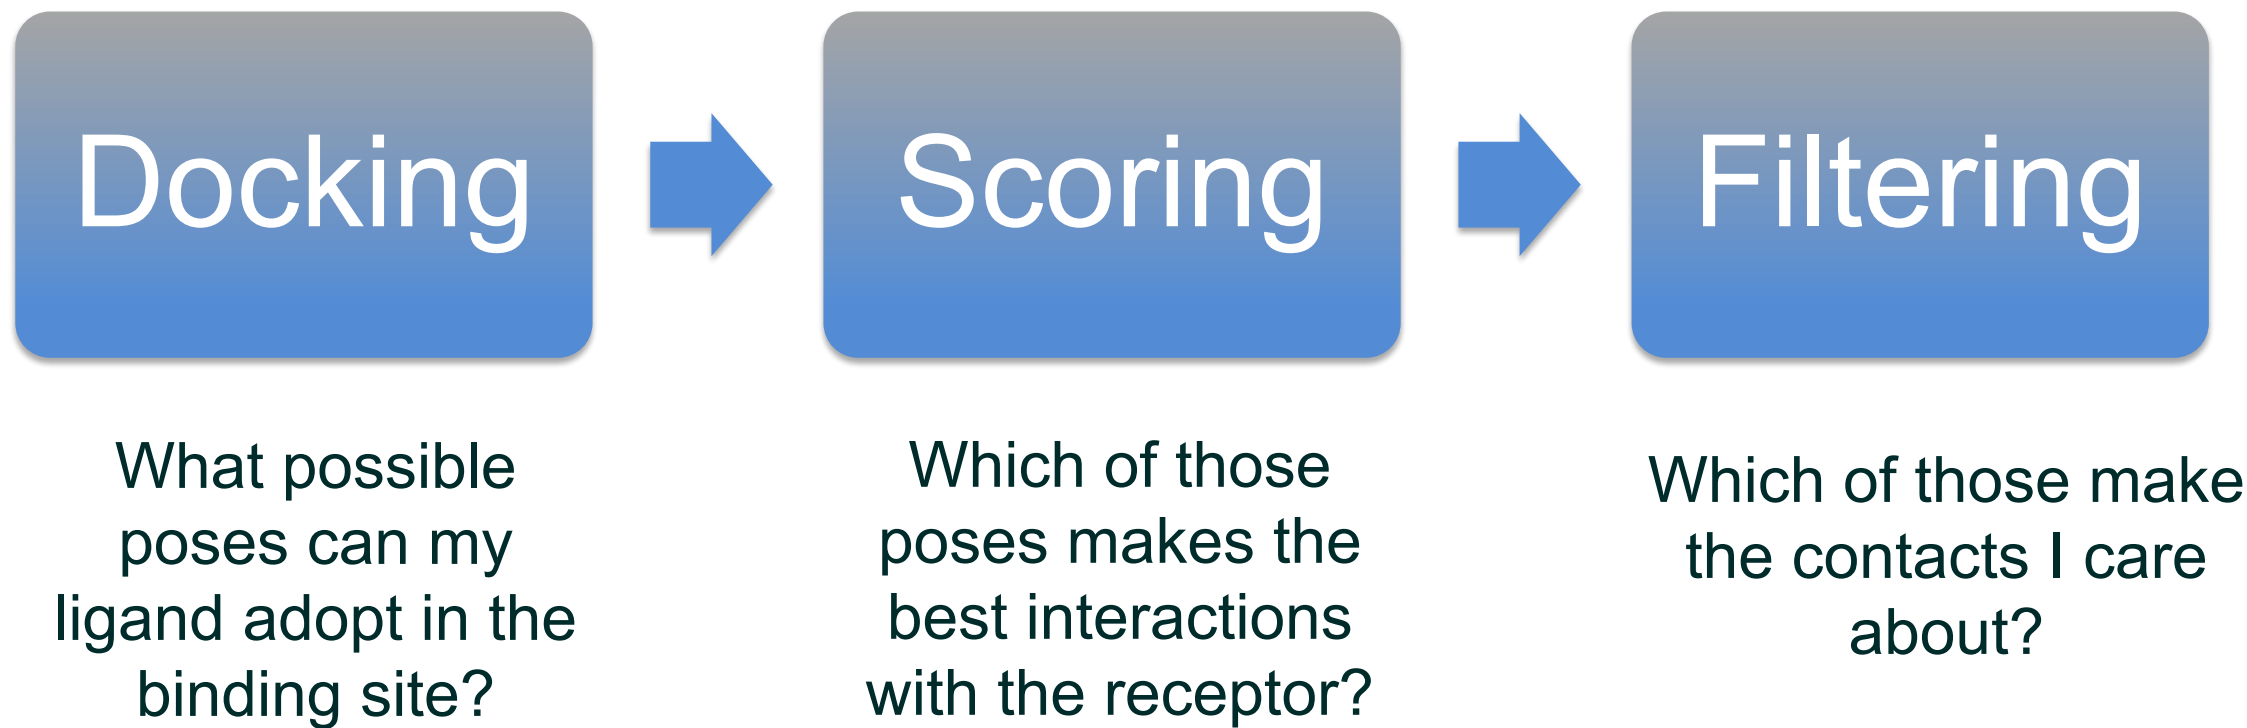 Docking
Scoring
Filtering
What possible
poses can my
ligand adopt in the
binding site?
Which of those
poses makes the
best interactions
with the receptor?
Which of those make
the contacts I care
about?